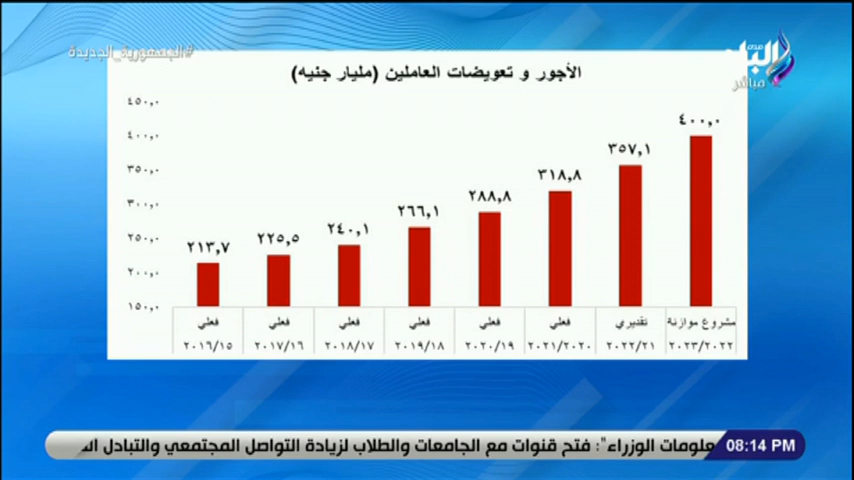 #الجمهورية_الجديدة
صدى
البلد
مباشر
الأجور و تعويضات العاملين (مليار جنيه)
٤٥٠,٠
٤٠٠,٠
٣٥٠,٠
٣٠٠,٠
٢٥٠,٠
٢٠٠,٠
١٥٠,٠
٢١٣,٧
٢٢٥,٥
٢٤٠,١
٢٦٦,١
٢٨٨,٨
٣١٨,٨
٣٥٧,١
٤٠٠,٠
فعلي فعلي فعلي فعلي فعلي فعلي تقديري مشروع موازنة
٢٠١٦/١٥ ٢٠١٧/١٦ ٢٠١٨/١٧ ٢٠١٩/١٨ ٢٠٢٠/١٩ ٢٠٢١/٢٠٢٠ ٢٠٢٢/٢١ ٢٠٢٣/٢٠٢٢
08:14 PM
علومات الوزراء": فتح قنوات مع الجامعات والطلاب لزيادة التواصل المجتمعي والتبادل